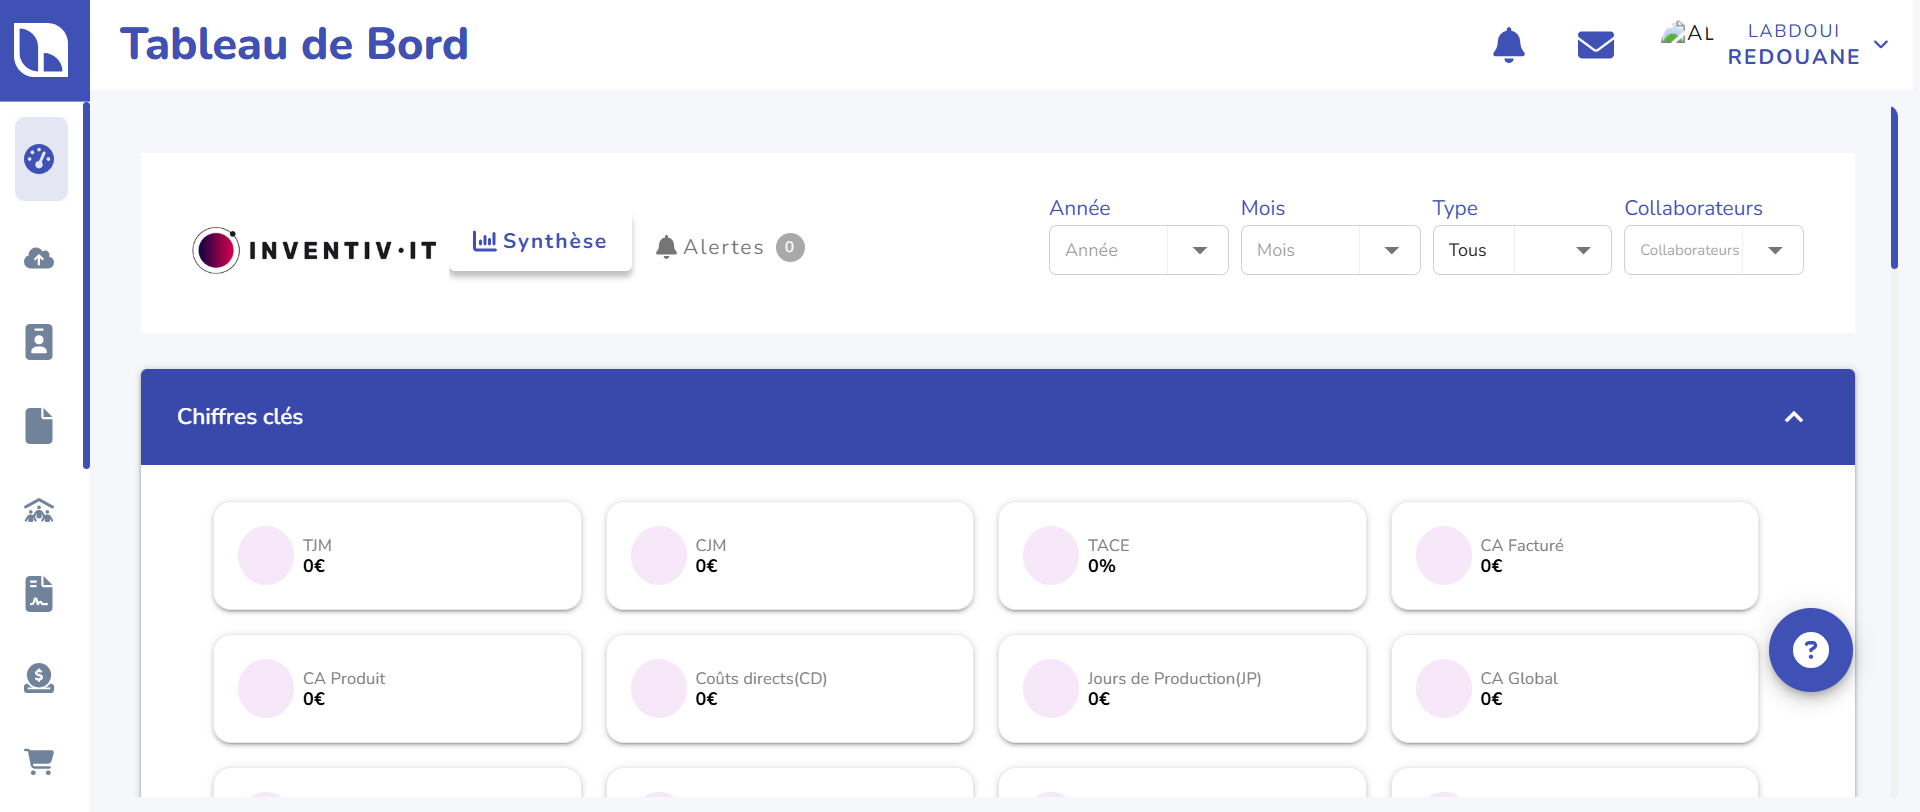 Tableau de Bord
AL
LABDOUI
REDOUANE
INVENTIV·IT
Synthèse
Alertes 0
Année
Mois
Type
Collaborateurs
Année
Mois
Tous
Collaborateurs
Chiffres clés
TJM
0€
CJM
0€
TACE
0%
CA Facturé
0€
CA Produit
0€
Coûts directs(CD)
0€
Jours de Production(JP)
0€
CA Global
0€
?